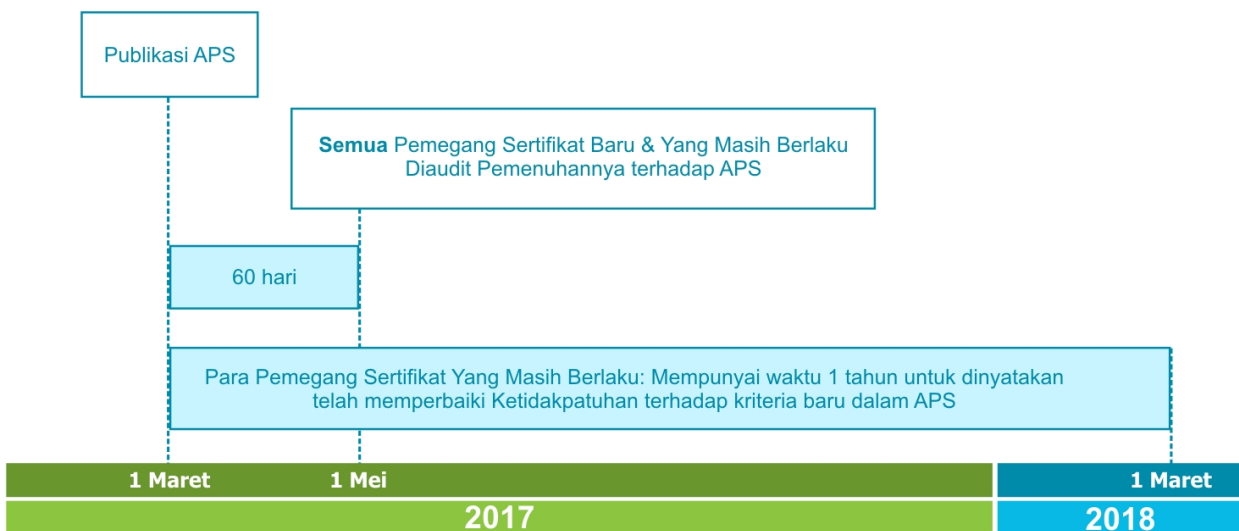 Publikasi APS
Semua Pemegang Sertifikat Baru & Yang Masih Berlaku
Diaudit Pemenuhannya terhadap APS
60 hari
Para Pemegang Sertifikat Yang Masih Berlaku: Mempunyai waktu 1 tahun untuk dinyatakan
telah memperbaiki Ketidakpatuhan terhadap kriteria baru dalam APS
1 Maret
1 Mei
1 Maret
2017
2018